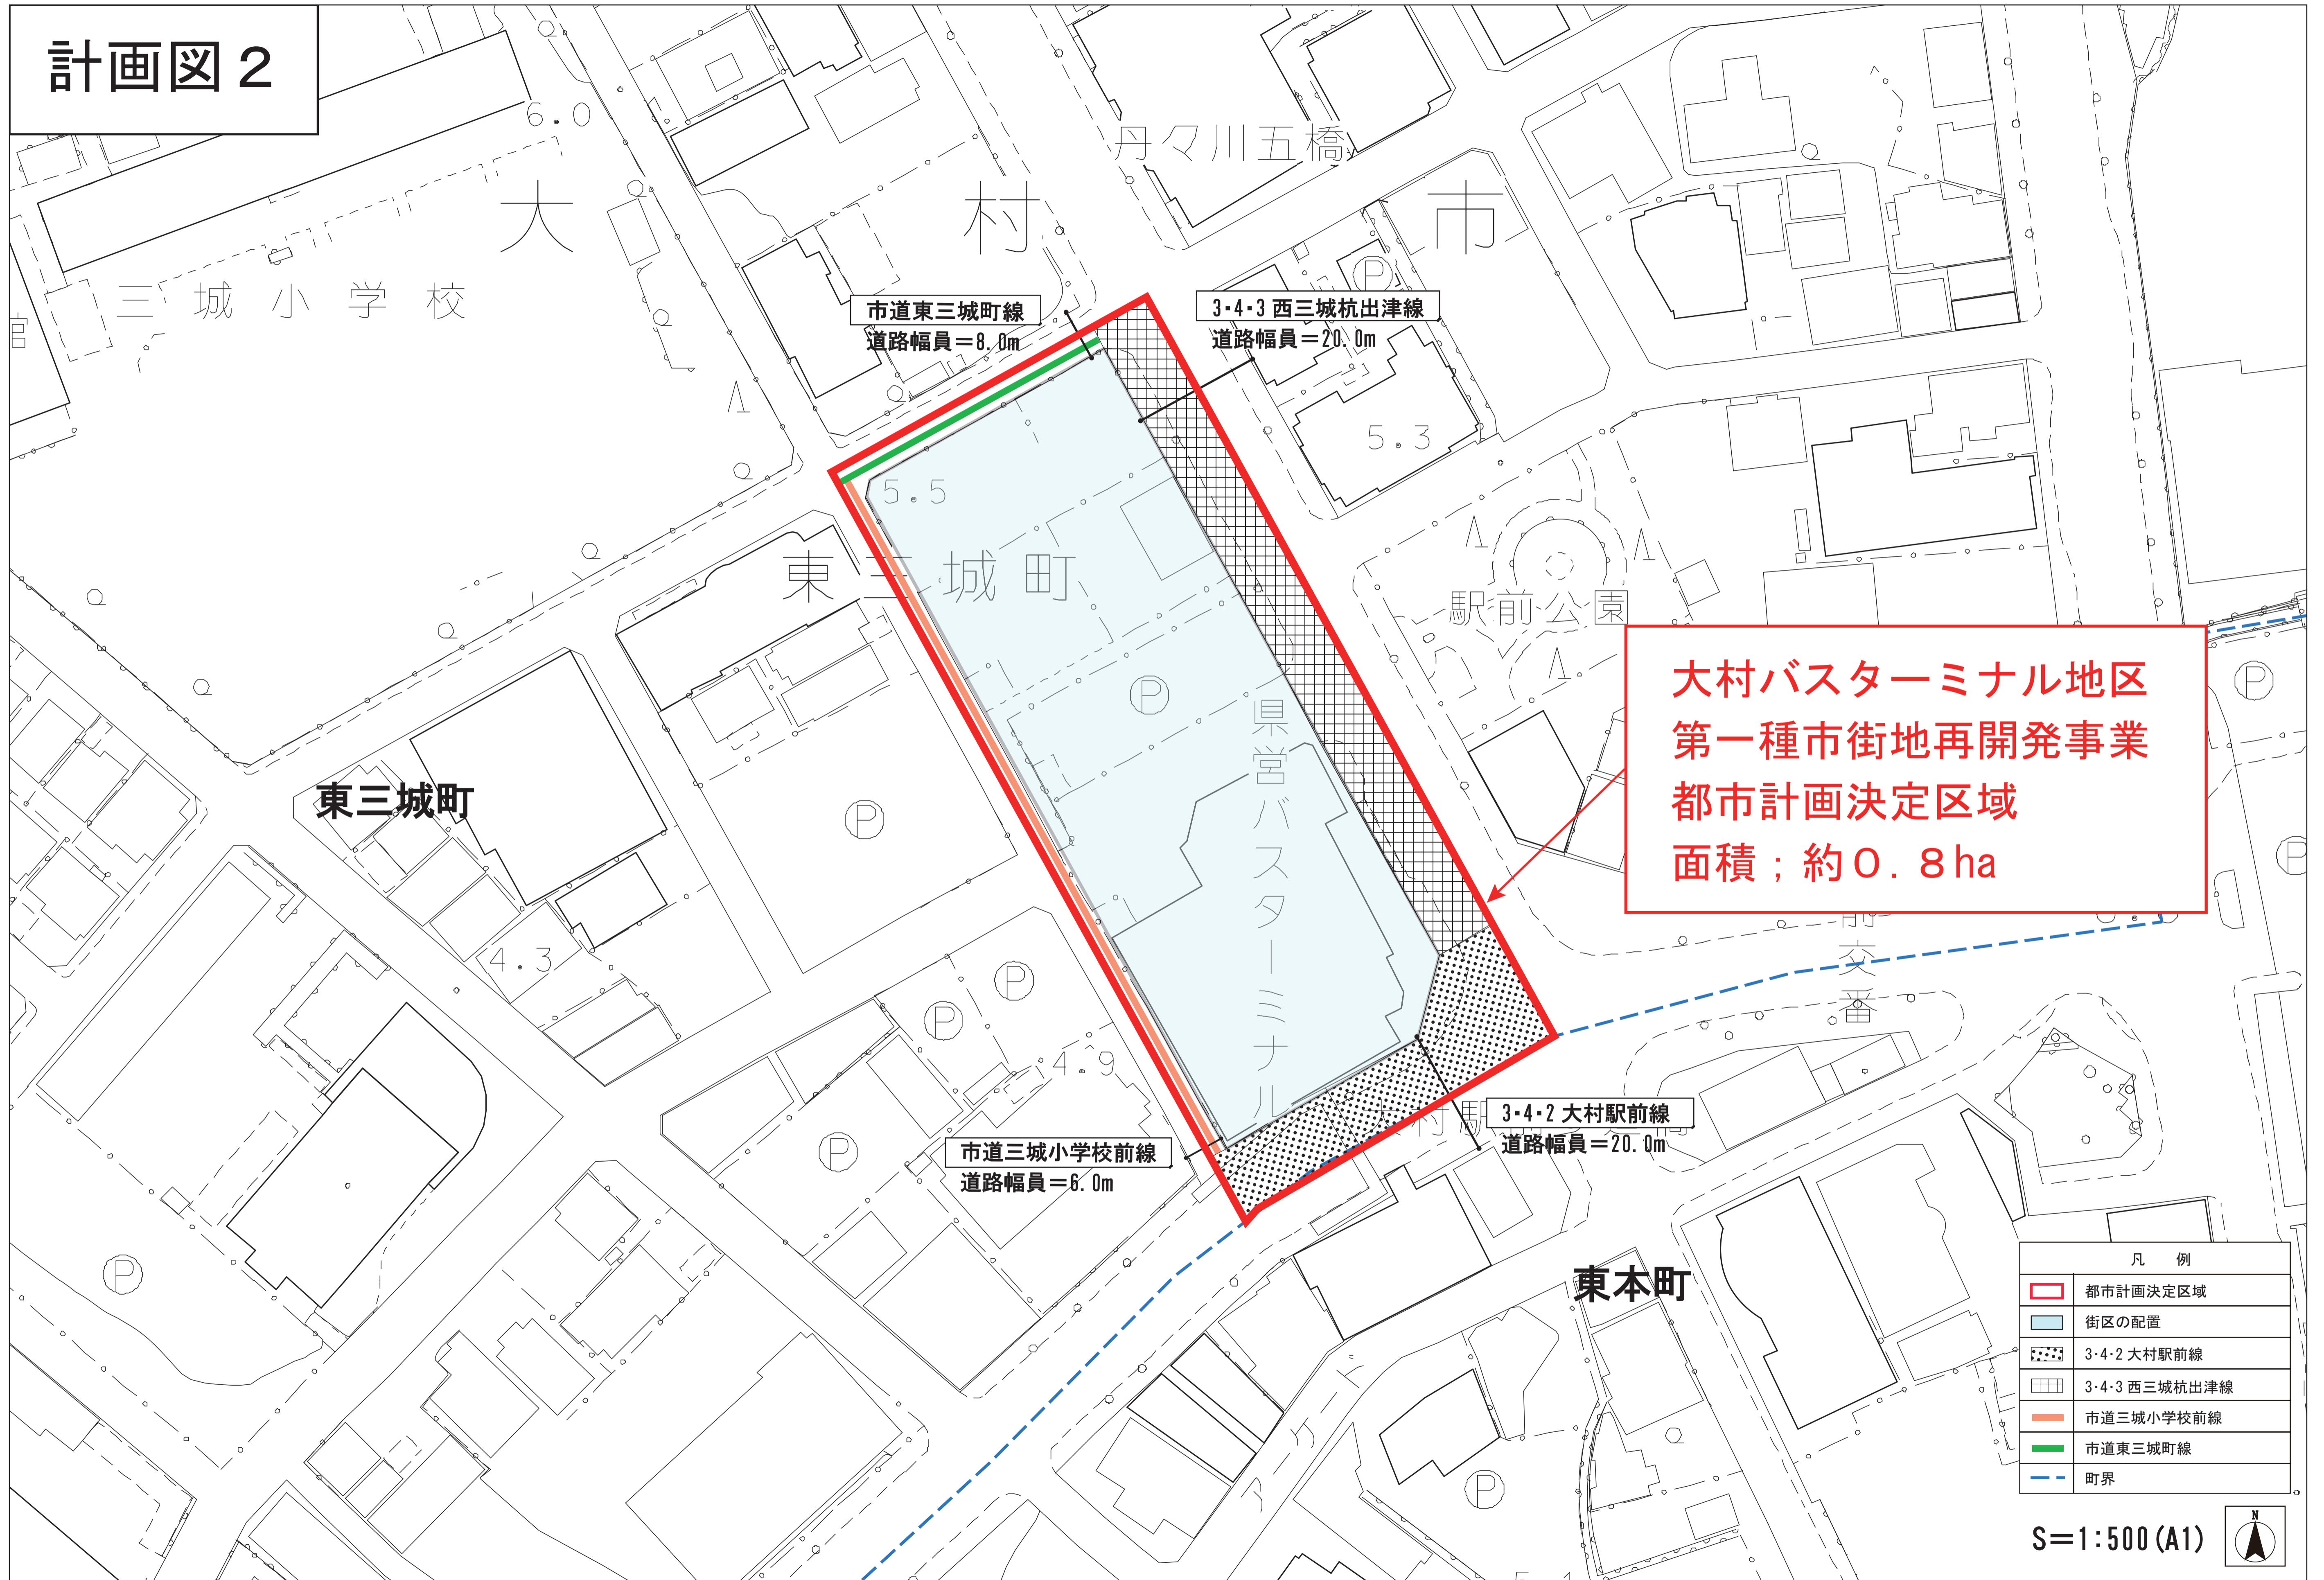 計画図２
6.0
丹々川五橋
大村市
三城小学校
館
市道東三城町線
道路幅員＝8.0m
3・4・3 西三城杭出津線
道路幅員＝20.0m
P
5.3
5.5
東三城町
駅前公園
P
県営バスターミナル
大村バスターミナル地区
第一種市街地再開発事業
都市計画決定区域
面積；約０．８ha
P
P
東三城町
P
4.3
P
P
4.9
前交番
P
市道三城小学校前線
道路幅員＝6.0m
3・4・2 大村駅前線
道路幅員＝20.0m
P
東本町
P
凡　例
都市計画決定区域
街区の配置
3・4・2 大村駅前線
3・4・3 西三城杭出津線
市道三城小学校前線
市道東三城町線
町界
S＝1:500(A1)
N